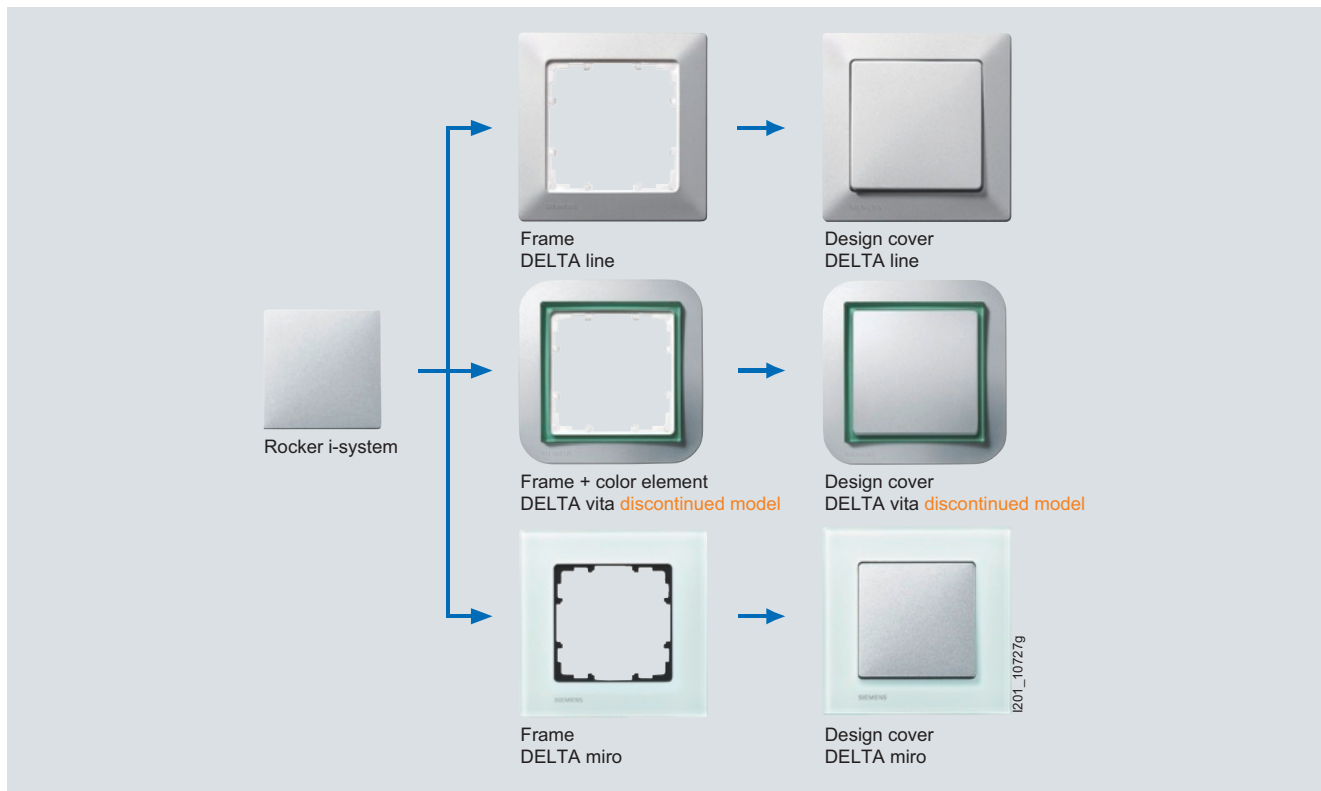 Frame
DELTA line
Design cover
DELTA line
Rocker i-system
Frame + color element
DELTA vita discontinued model
Design cover
DELTA vita discontinued model
SIEMENS
SIEMENS
I201_10727g
Frame
DELTA miro
Design cover
DELTA miro